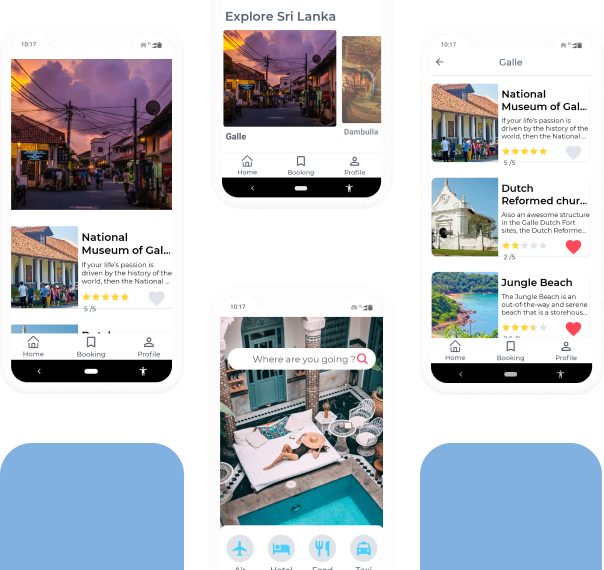 10:17
National
Museum of Gal...
If your life's passion is
driven by the history of the
world, then the National ...
5 /5
Home
Booking
Profile
Explore Sri Lanka
Galle
Dambulla
Home
Booking
Profile
10:17
Where are you going ?
Air
Hotel
Food
Taxi
10:17
Galle
National
Museum of Gal...
If your life's passion is
driven by the history of the
world, then the National ...
5 /5
Dutch
Reformed chur...
Also an awesome structure
in the Galle Dutch Fort
sites, the Dutch Reforme...
2 /5
Jungle Beach
The Jungle Beach is an
out-of-the-way and serene
beach that is a storehous...
Home
Booking
Profile